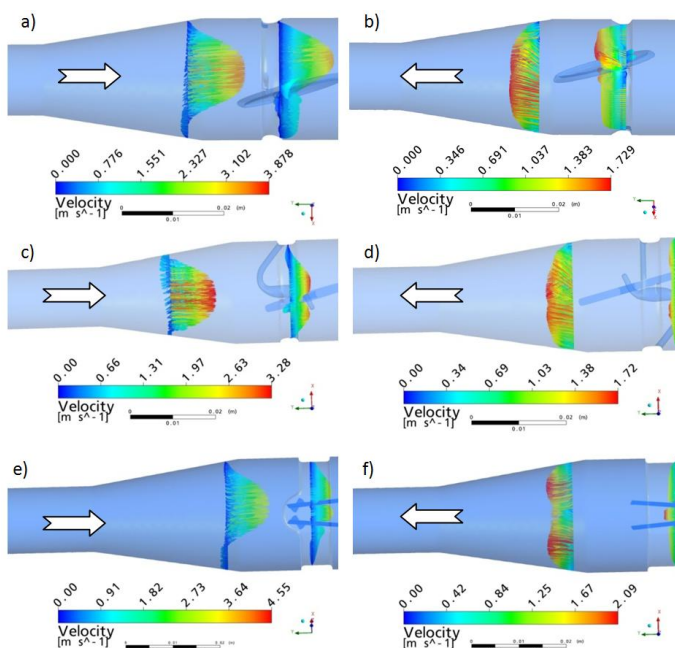 a)
0.000 0.776 1.551 2.327 3.102 3.878
Velocity
[m s^-1]
0 0.02 (m)
0.01
b)
0.000 0.346 0.691 1.037 1.383 1.729
Velocity
[m s^-1]
0 0.02 (m)
0.01
c)
0.00 0.66 1.31 1.97 2.63 3.28
Velocity
[m s^-1]
0 0.02 (m)
0.01
d)
0.00 0.34 0.69 1.03 1.38 1.72
Velocity
[m s^-1]
0 0.02 (m)
0.01
e)
0.00 0.91 1.82 2.73 3.64 4.55
Velocity
[m s^-1]
0 0.02 (m)
0.01
f)
0.00 0.42 0.84 1.25 1.67 2.09
Velocity
[m s^-1]
0 0.02 (m)
0.01